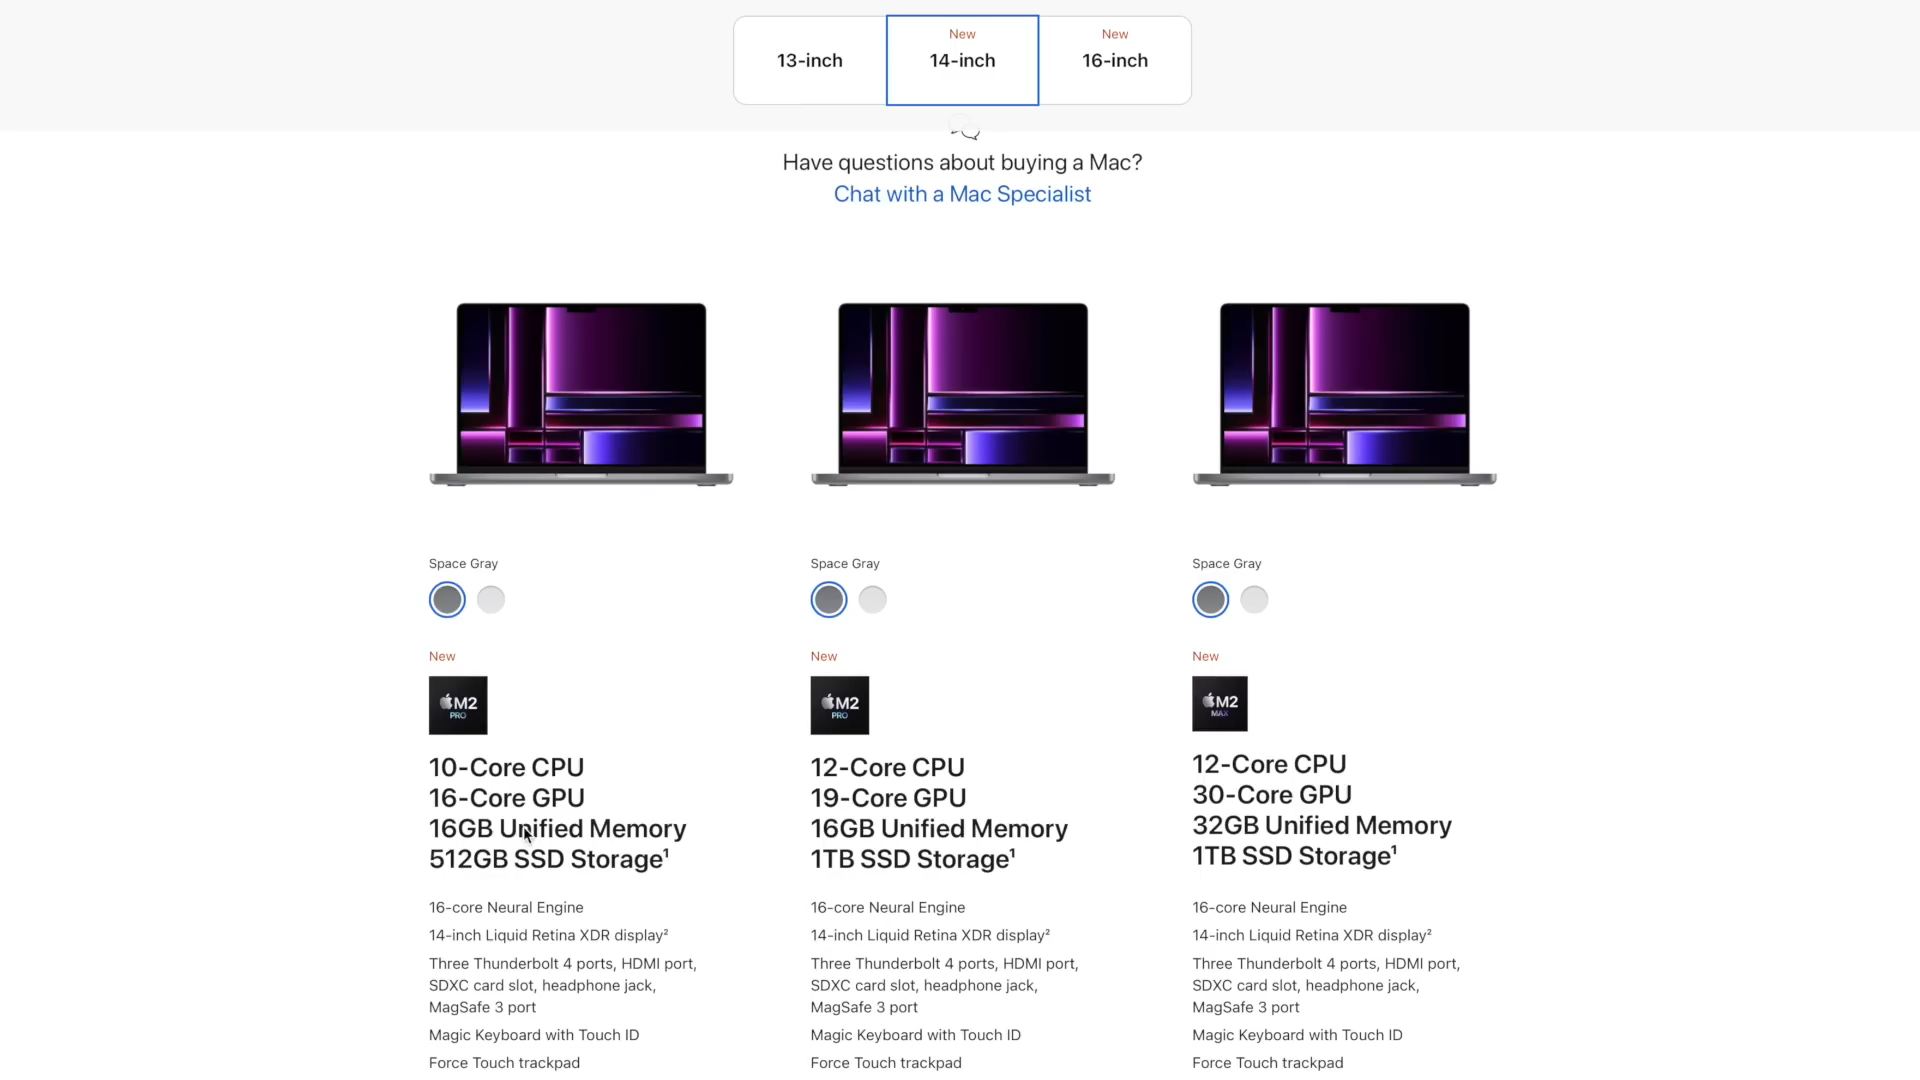 13-inch
New
14-inch
New
16-inch
Have questions about buying a Mac?
Chat with a Mac Specialist
Space Gray
New
M2
PRO
10-Core CPU
16-Core GPU
16GB Unified Memory
512GB SSD Storage¹
16-core Neural Engine
14-inch Liquid Retina XDR display²
Three Thunderbolt 4 ports, HDMI port,
SDXC card slot, headphone jack,
MagSafe 3 port
Magic Keyboard with Touch ID
Force Touch trackpad
Space Gray
New
M2
PRO
12-Core CPU
19-Core GPU
16GB Unified Memory
1TB SSD Storage¹
16-core Neural Engine
14-inch Liquid Retina XDR display²
Three Thunderbolt 4 ports, HDMI port,
SDXC card slot, headphone jack,
MagSafe 3 port
Magic Keyboard with Touch ID
Force Touch trackpad
Space Gray
New
M2
MAX
12-Core CPU
30-Core GPU
32GB Unified Memory
1TB SSD Storage¹
16-core Neural Engine
14-inch Liquid Retina XDR display²
Three Thunderbolt 4 ports, HDMI port,
SDXC card slot, headphone jack,
MagSafe 3 port
Magic Keyboard with Touch ID
Force Touch trackpad